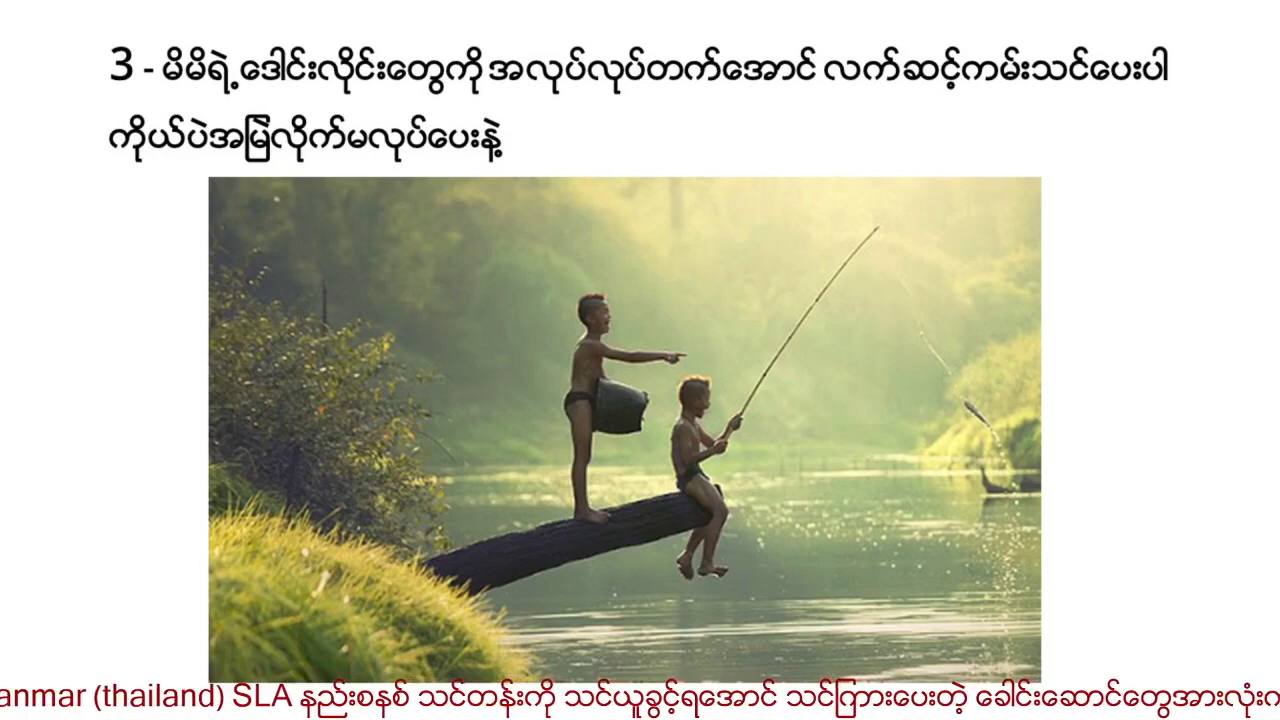 3 - မိမိရဲ့ ဒေါင်းလိုင်းတွေကို အလုပ်လုပ်တက်အောင် လက်ဆင့်ကမ်းသင်ပေးပါ
ကိုယ်ပဲအမြဲလိုက်မလုပ်ပေးနဲ့
anmar (thailand) SLA နည်းစနစ် သင်တန်းကို သင်ယူခွင့်ရအောင် သင်ကြားပေးတဲ့ ခေါင်းဆောင်တွေအားလုံးက